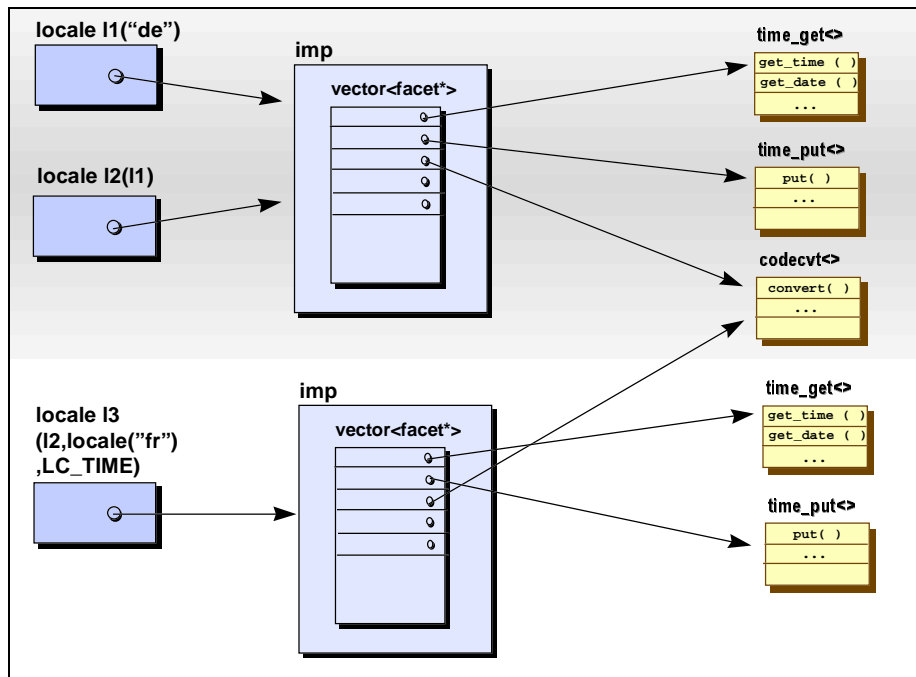 locale l1(“de”)
imp
vector<facet*>
time_get<>
get_time ( )
get_date ( )
...
time_put<>
put( )
...
locale l2(l1)
codecvt<>
convert( )
...
locale l3
(l2,locale(”fr”)
,LC_TIME)
imp
vector<facet*>
time_get<>
get_time ( )
get_date ( )
...
time_put<>
put( )
...